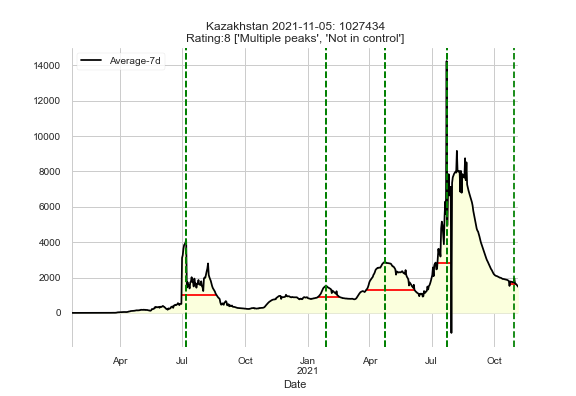 Kazakhstan 2021-11-05: 1027434
Rating:8 ['Multiple peaks', 'Not in control']
Average-7d
14000
12000
10000
8000
6000
4000
2000
0
Apr Jul Oct Jan Apr Jul Oct
2021
Date